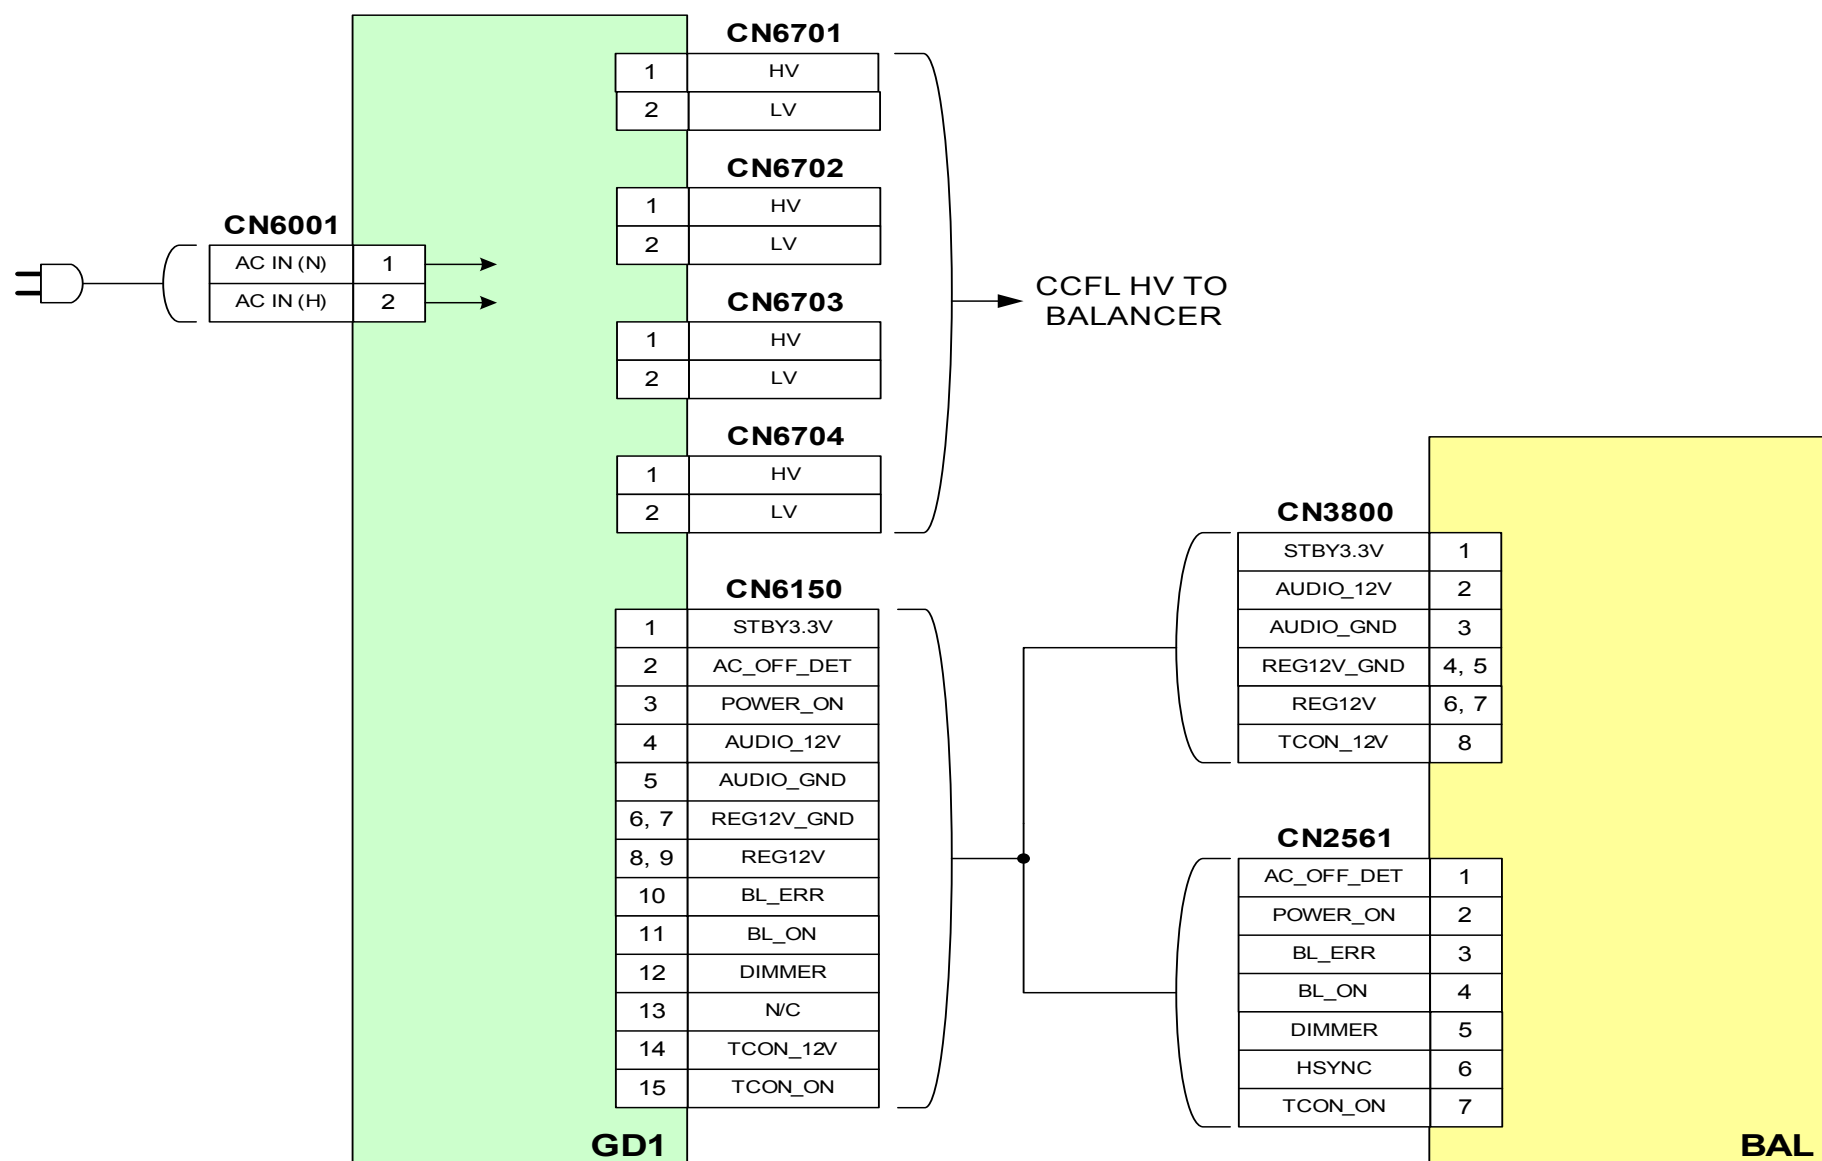 CN6701
1 HV
2 LV
CN6702
1 HV
2 LV
CN6001
AC IN (N) 1
AC IN (H) 2
CN6703
1 HV
2 LV
CCFL HV TO
BALANCER
CN6704
1 HV
2 LV
CN6150
1 STBY3.3V
2 AC_OFF_DET
3 POWER_ON
4 AUDIO_12V
5 AUDIO_GND
6, 7 REG12V_GND
8, 9 REG12V
10 BL_ERR
11 BL_ON
12 DIMMER
13 N/C
14 TCON_12V
15 TCON_ON
GD1
CN3800
STBY3.3V 1
AUDIO_12V 2
AUDIO_GND 3
REG12V_GND 4, 5
REG12V 6, 7
TCON_12V 8
CN2561
AC_OFF_DET 1
POWER_ON 2
BL_ERR 3
BL_ON 4
DIMMER 5
HSYNC 6
TCON_ON 7
BAL